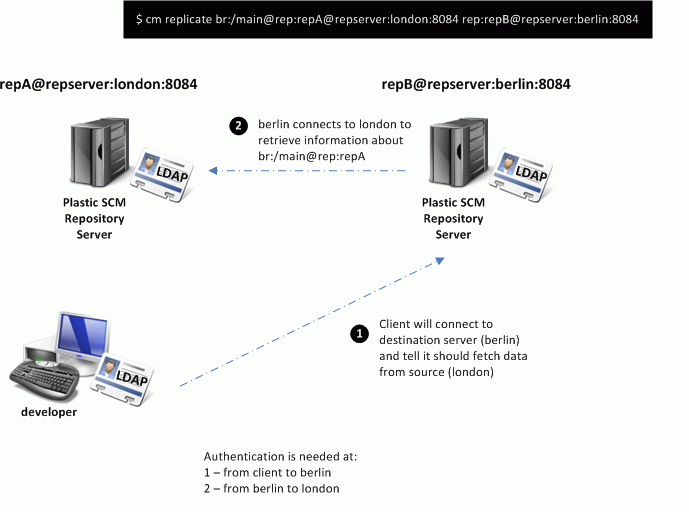 $ cm replicate br:/main@rep:repA@repserver:london:8084 rep:repB@repserver:berlin:8084
repA@repserver:london:8084
repB@repserver:berlin:8084
2
berlin connects to london to
retrieve information about
br:/main@rep:repA
LDAP
LDAP
Plastic SCM
Repository
Server
Plastic SCM
Repository
Server
1
Client will connect to
destination server (berlin)
and tell it should fetch data
from source (london)
LDAP
developer
Authentication is needed at:
1 – from client to berlin
2 – from berlin to london